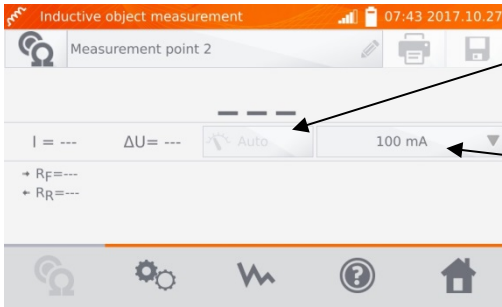 Inductive object measurement 07:43 2017.10.27
Measurement point 2
---
I = --- ΔU= --- Auto 100 mA
→ RF=---
← RR=---